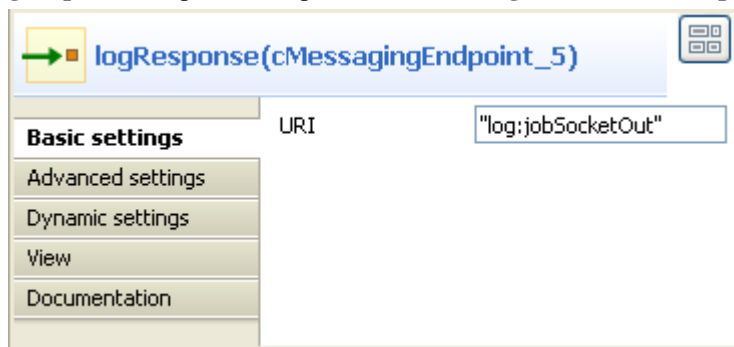 logResponse(cMessagingEndpoint_5)
Basic settings
URI "log:jobSocketOut"
Advanced settings
Dynamic settings
View
Documentation